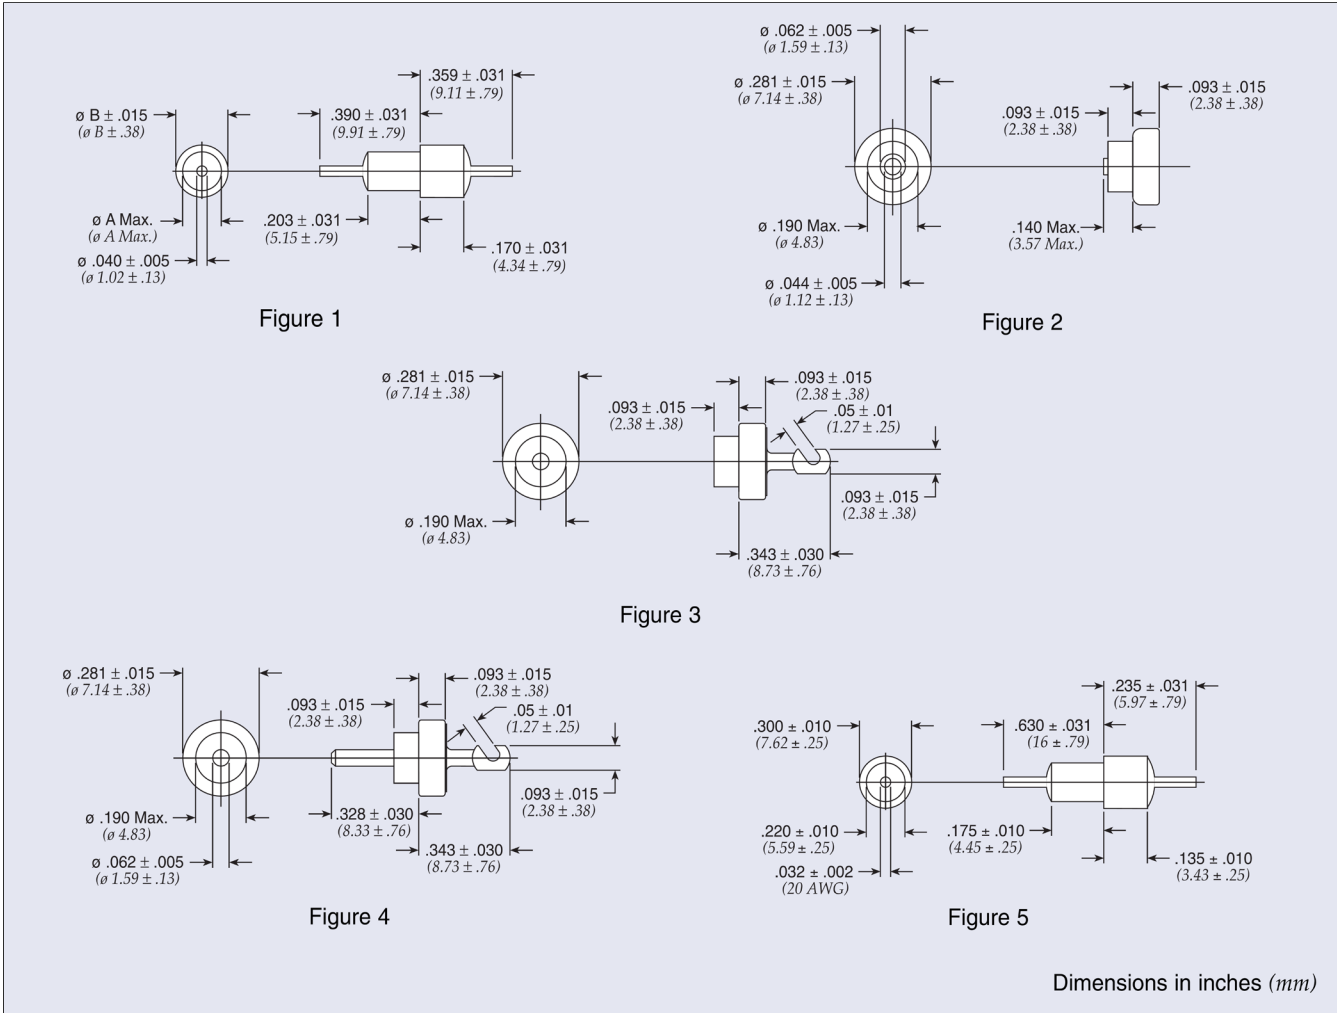 ø B ± .015
(ø B ± .38)
.390 ± .031
(9.91 ± .79)
.359 ± .031
(9.11 ± .79)
ø A Max.
(ø A Max.)
.203 ± .031
(5.15 ± .79)
.170 ± .031
(4.34 ± .79)
ø .040 ± .005
(ø 1.02 ± .13)
Figure 1
ø .062 ± .005
(ø 1.59 ± .13)
ø .281 ± .015
(ø 7.14 ± .38)
.093 ± .015
(2.38 ± .38)
.093 ± .015
(2.38 ± .38)
ø .190 Max.
(ø 4.83)
.140 Max.
(3.57 Max.)
ø .044 ± .005
(ø 1.12 ± .13)
Figure 2
ø .281 ± .015
(ø 7.14 ± .38)
.093 ± .015
(2.38 ± .38)
.093 ± .015
(2.38 ± .38)
.05 ± .01
(1.27 ± .25)
.093 ± .015
(2.38 ± .38)
ø .190 Max.
(ø 4.83)
.343 ± .030
(8.73 ± .76)
Figure 3
ø .281 ± .015
(ø 7.14 ± .38)
.093 ± .015
(2.38 ± .38)
.093 ± .015
(2.38 ± .38)
.05 ± .01
(1.27 ± .25)
.093 ± .015
(2.38 ± .38)
ø .190 Max.
(ø 4.83)
.328 ± .030
(8.33 ± .76)
.343 ± .030
(8.73 ± .76)
ø .062 ± .005
(ø 1.59 ± .13)
Figure 4
.235 ± .031
(5.97 ± .79)
.300 ± .010
(7.62 ± .25)
.630 ± .031
(16 ± .79)
.220 ± .010
(5.59 ± .25)
.175 ± .010
(4.45 ± .25)
.135 ± .010
(3.43 ± .25)
.032 ± .002
(20 AWG)
Figure 5
Dimensions in inches (mm)